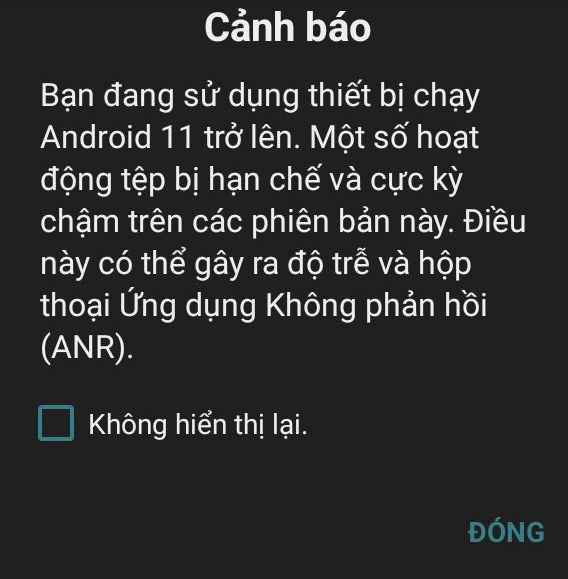 Cảnh báo
Bạn đang sử dụng thiết bị chạy
Android 11 trở lên. Một số hoạt
động tệp bị hạn chế và cực kỳ
chậm trên các phiên bản này. Điều
này có thể gây ra độ trễ và hộp
thoại Ứng dụng Không phản hồi
(ANR).
Không hiển thị lại.
ĐÓNG